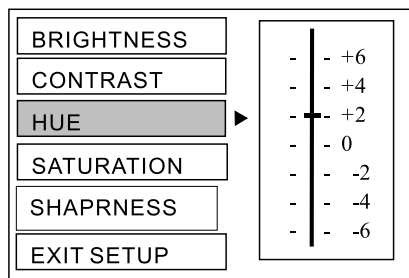 BRIGHTNESS
CONTRAST
HUE
SATURATION
SHAPRNESS
EXIT SETUP
- - +6
- - +4
- - +2
- - 0
- - -2
- - -4
- - -6